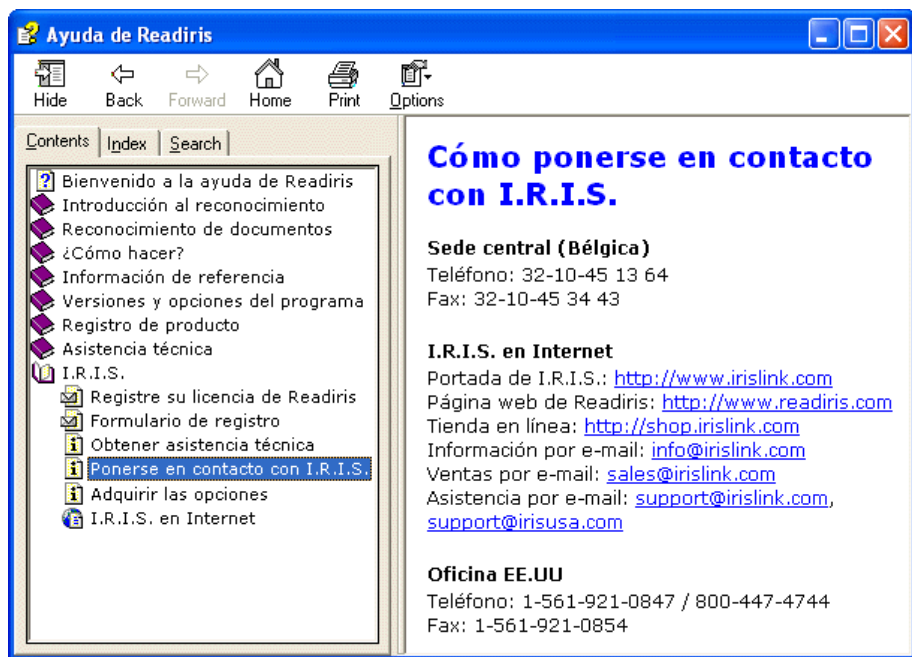 Ayuda de Readiris
Hide Back Forward Home Print Options
Contents Index Search
Bienvenido a la ayuda de Readiris
Introducción al reconocimiento
Reconocimiento de documentos
¿Cómo hacer?
Información de referencia
Versiones y opciones del programa
Registro de producto
Asistencia técnica
I.R.I.S.
Registre su licencia de Readiris
Formulario de registro
Obtener asistencia técnica
Ponerse en contacto con I.R.I.S.
Adquirir las opciones
I.R.I.S. en Internet
Cómo ponerse en contacto
con I.R.I.S.
Sede central (Bélgica)
Teléfono: 32-10-45 13 64
Fax: 32-10-45 34 43
I.R.I.S. en Internet
Portada de I.R.I.S.: http://www.irislink.com
Página web de Readiris: http://www.readiris.com
Tienda en línea: http://shop.irislink.com
Información por e-mail: info@irislink.com
Ventas por e-mail: sales@irislink.com
Asistencia por e-mail: support@irislink.com,
support@irisusa.com
Oficina EE.UU
Teléfono: 1-561-921-0847 / 800-447-4744
Fax: 1-561-921-0854